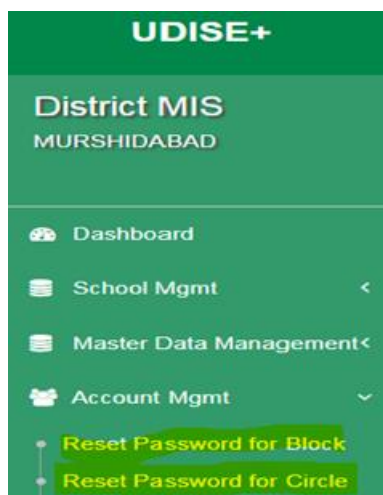 UDISE+
District MIS
MURSHIDABAD
Dashboard
School Mgmt
Master Data Management
Account Mgmt
Reset Password for Block
Reset Password for Circle